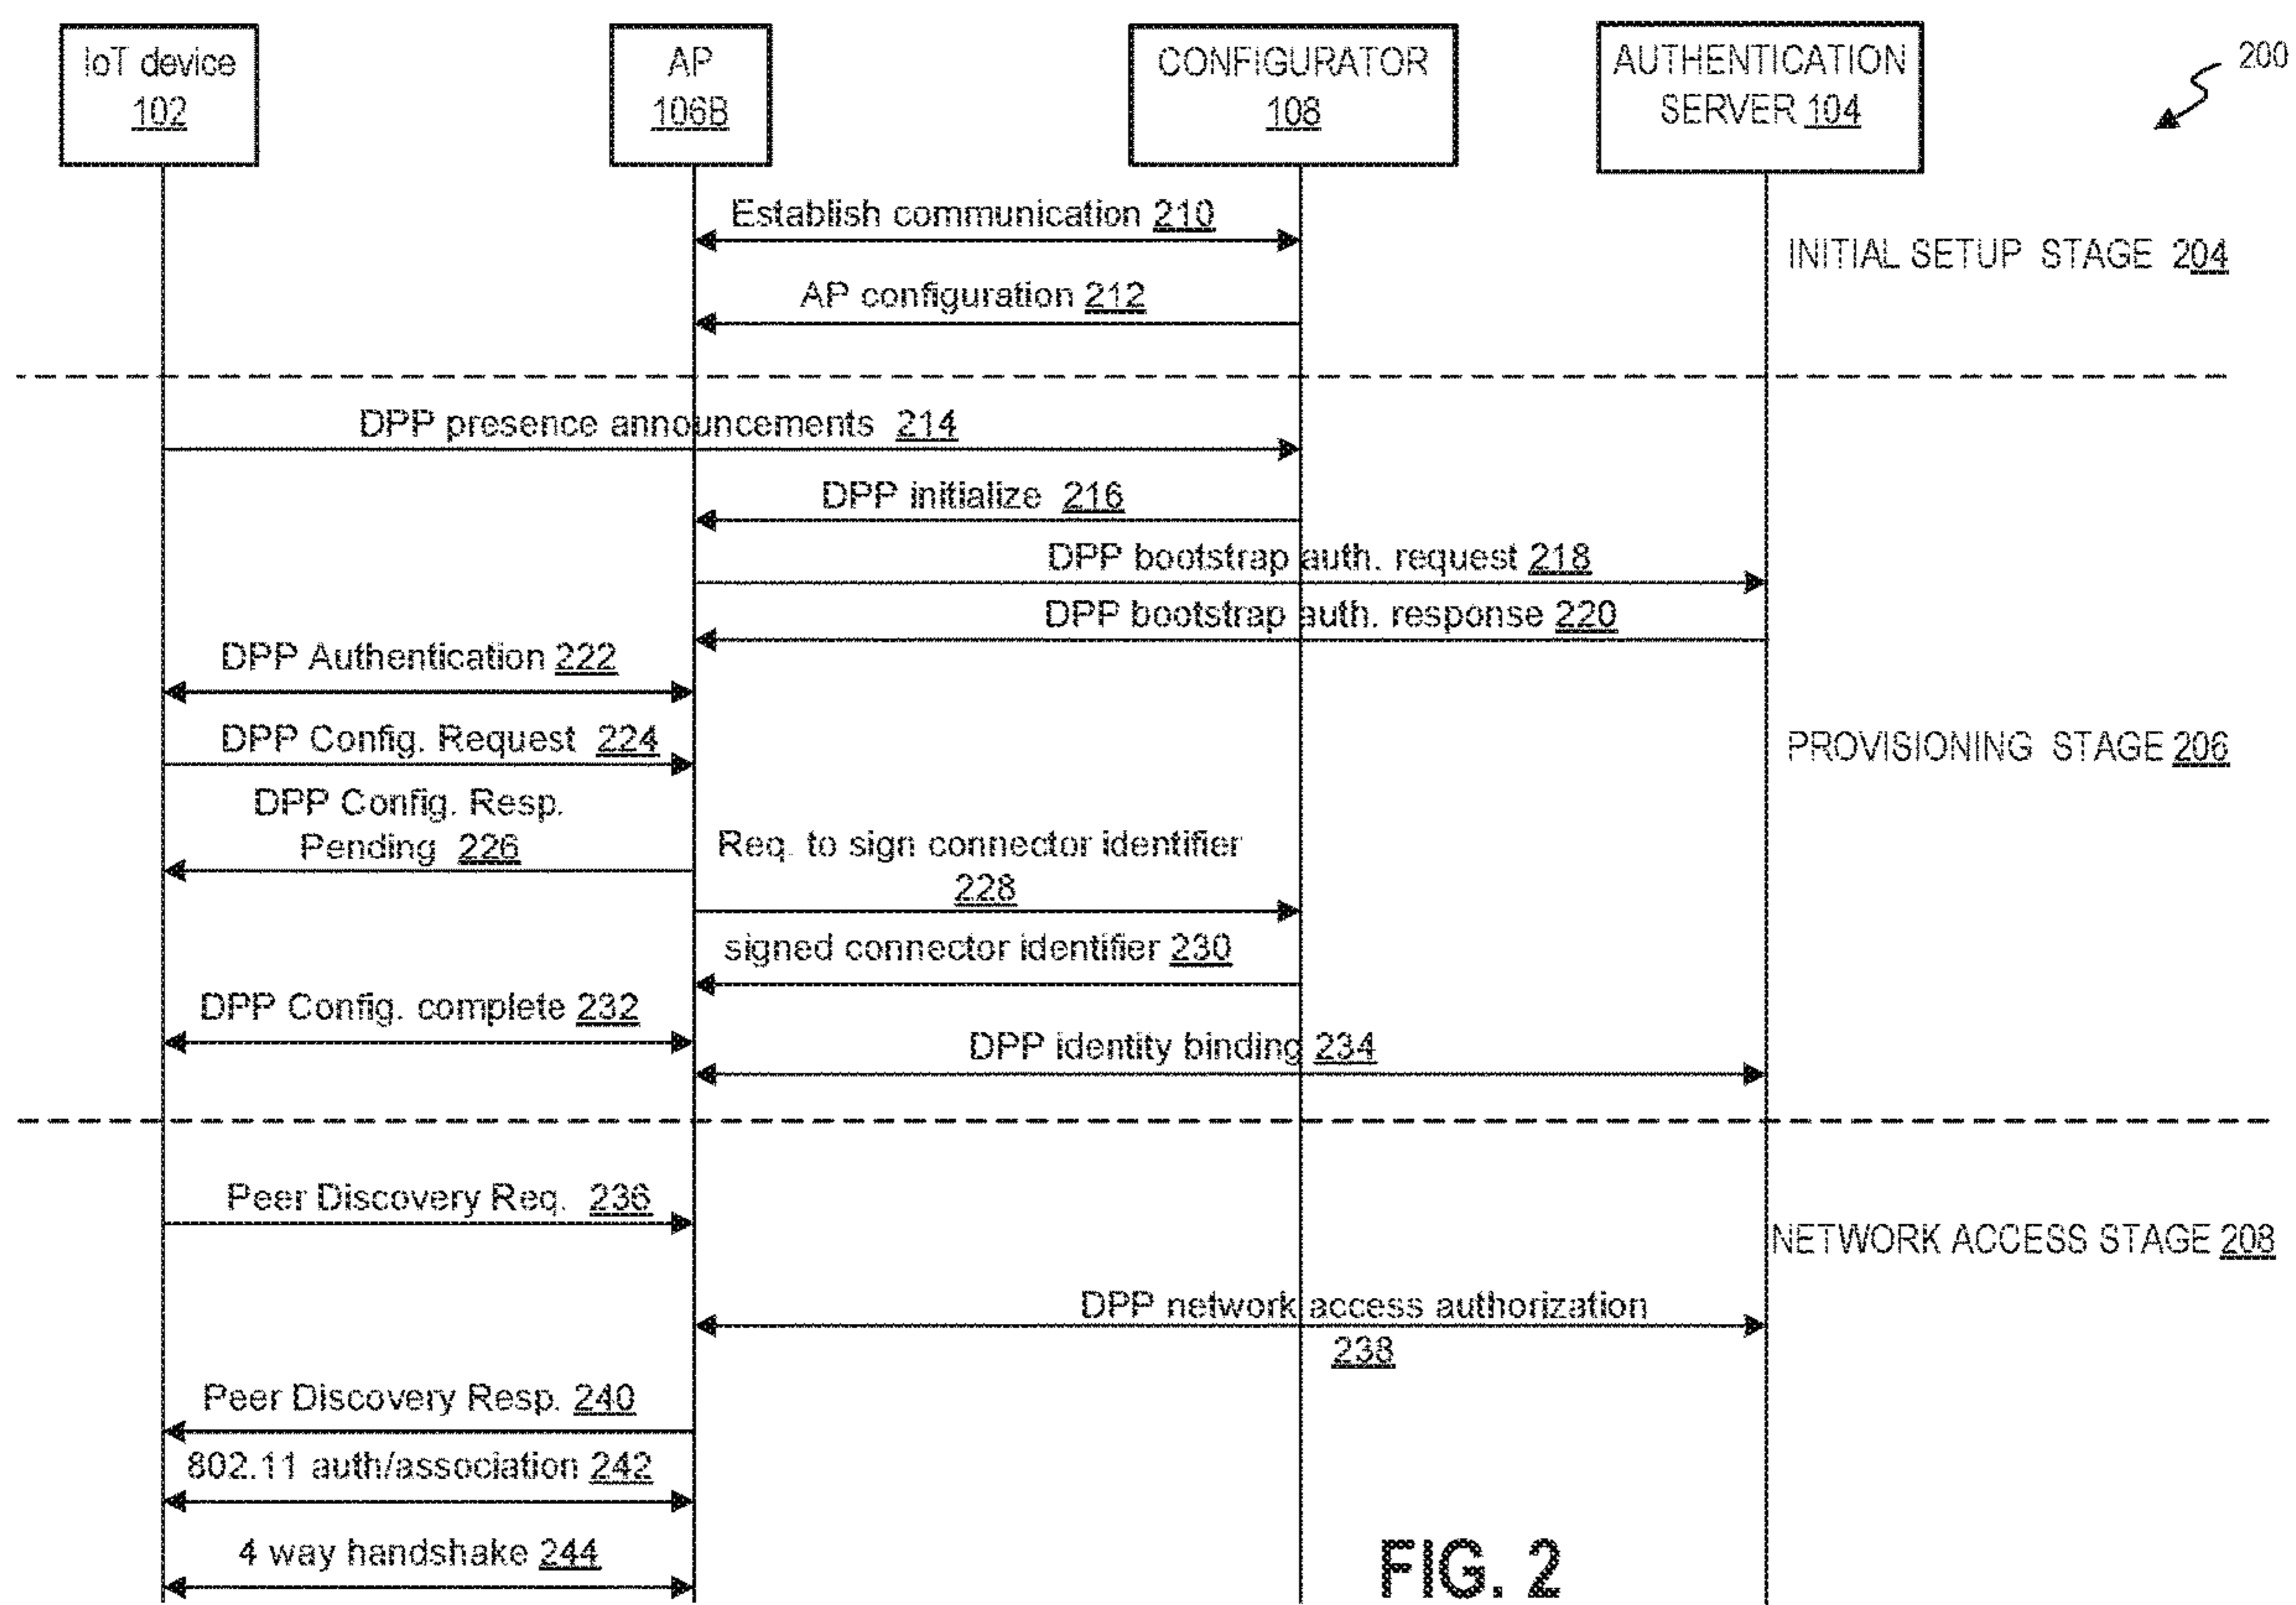 IoT device
102
AP
106B
CONFIGURATOR
108
AUTHENTICATION
SERVER 104
200
Establish communication 210
INITIAL SETUP STAGE 204
AP configuration 212
DPP presence announcements 214
DPP initialize 216
DPP bootstrap auth. request 218
DPP bootstrap auth. response 220
DPP Authentication 222
DPP Config. Request 224
PROVISIONING STAGE 206
DPP Config. Resp.
Pending 226
Req. to sign connector identifier
228
signed connector identifier 230
DPP Config. complete 232
DPP identity binding 234
Peer Discovery Req. 236
NETWORK ACCESS STAGE 208
DPP network access authorization
238
Peer Discovery Resp. 240
802.11 auth/association 242
4 way handshake 244
FIG. 2